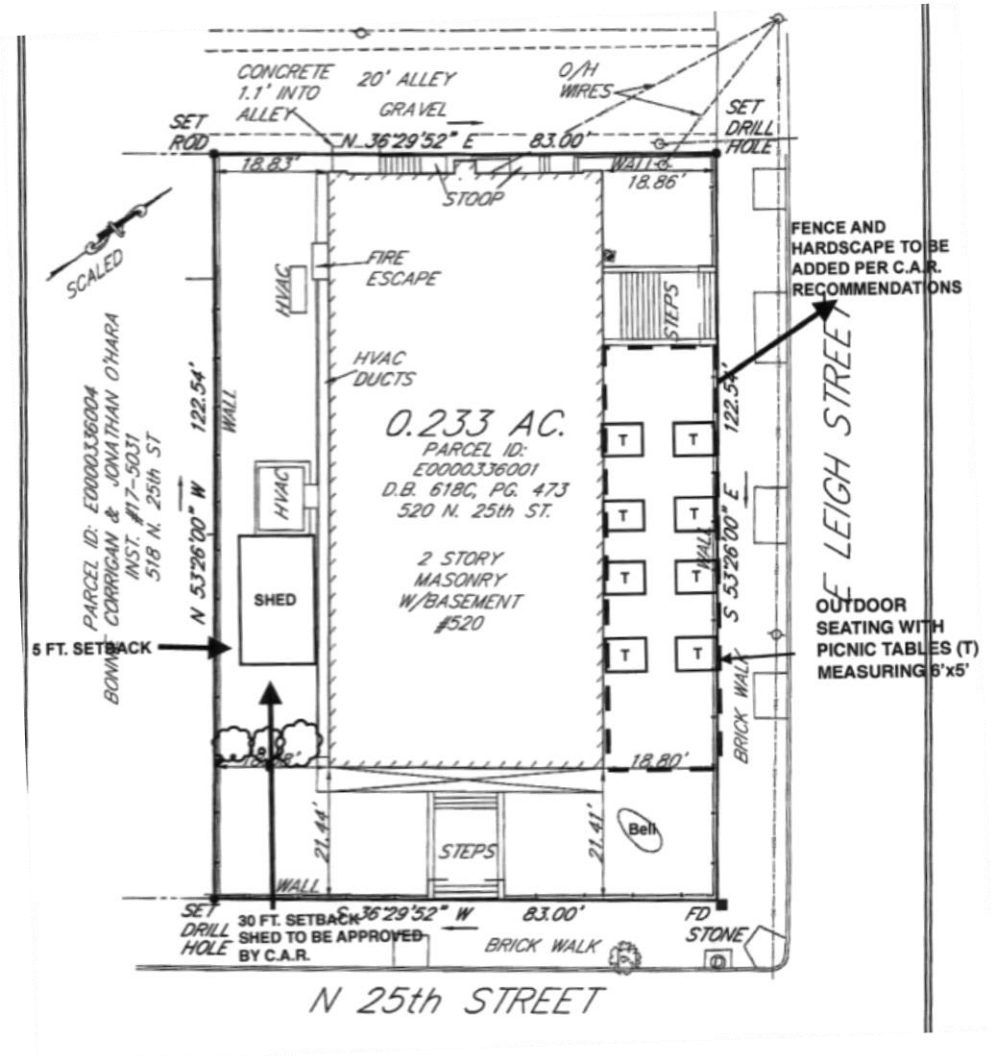 CONCRETE
1.1' INTO
ALLEY
20' ALLEY
GRAVEL
O/H
WIRES
SET
ROD
SET
DRILL
HOLE
N 36°29'52" E 83.00'
18.83'
WALL
18.86'
STOOP
SCALED
FIRE
ESCAPE
HVAC
STEPS
FENCE AND
HARDSCAPE TO BE
ADDED PER C.A.R.
RECOMMENDATIONS
HVAC
DUCTS
122.54'
WALL
N 53°26'00" W
PARCEL ID: E0000336004
CORRIGAN & JONATHAN O'HARA
INST. #17-5031
518 N. 25th ST
0.233 AC.
PARCEL ID:
E0000336001
D.B. 618C, PG. 473
520 N. 25th ST.
2 STORY
MASONRY
W/BASEMENT
#520
HVAC
SHED
5 FT. SETBACK
T T
T T
T T
T T
122.54'
S 53°26'00" E
WALL
E LEIGH STREET
OUTDOOR
SEATING WITH
PICNIC TABLES (T)
MEASURING 6'x5'
BRICK WALK
18.80'
21.44'
21.41'
Bell
STEPS
WALL
SET
DRILL
HOLE
S 36°29'52" W 83.00'
FD
STONE
30 FT. SETBACK
SHED TO BE APPROVED
BY C.A.R.
BRICK WALK
D
N 25th STREET